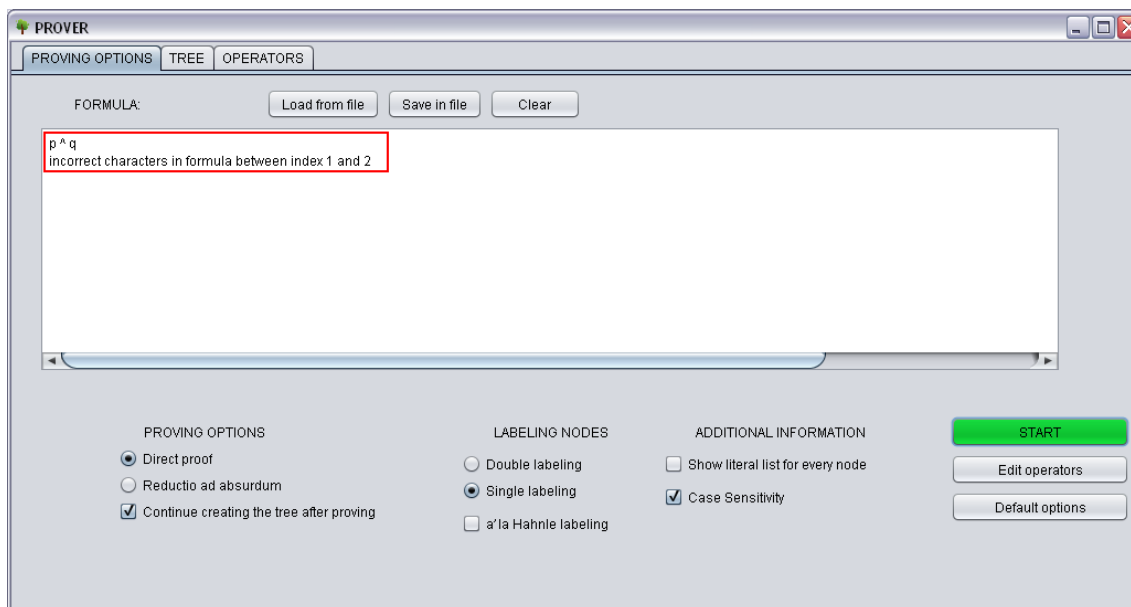 PROVER
PROVING OPTIONS TREE OPERATORS
FORMULA: Load from file Save in file Clear
p ^ q
incorrect characters in formula between index 1 and 2
PROVING OPTIONS LABELING NODES ADDITIONAL INFORMATION START
Direct proof Double labeling Show literal list for every node Edit operators
Reductio ad absurdum Single labeling Case Sensitivity Default options
Continue creating the tree after proving a'la Hahnle labeling